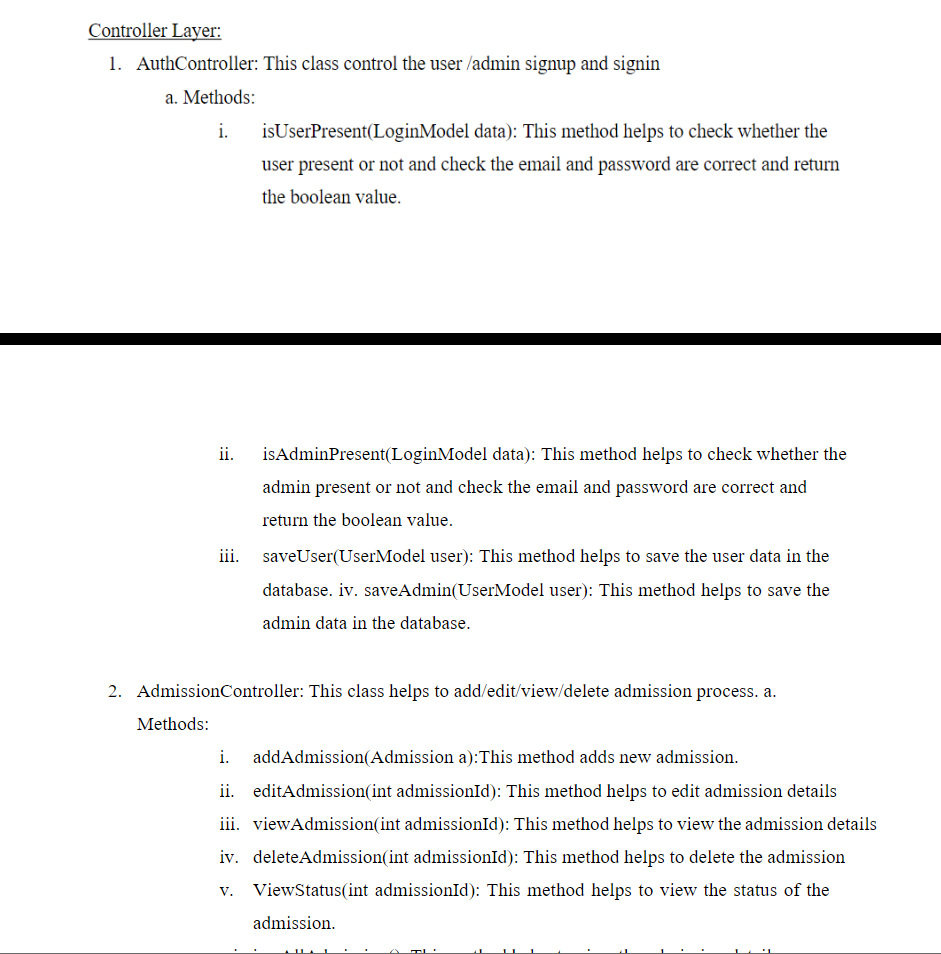 Controller Layer:
1. AuthController: This class control the user /admin signup and signin
a. Methods:
i. isUserPresent(LoginModel data): This method helps to check whether the
user present or not and check the email and password are correct and return
the boolean value.
ii. isAdminPresent(LoginModel data): This method helps to check whether the
admin present or not and check the email and password are correct and
return the boolean value.
iii. saveUser(UserModel user): This method helps to save the user data in the
database. iv. saveAdmin(UserModel user): This method helps to save the
admin data in the database.
2. AdmissionController: This class helps to add/edit/view/delete admission process. a.
Methods:
i. addAdmission(Admission a):This method adds new admission.
ii. editAdmission(int admissionId): This method helps to edit admission details
iii. viewAdmission(int admissionId): This method helps to view the admission details
iv. deleteAdmission(int admissionId): This method helps to delete the admission
v. ViewStatus(int admissionId): This method helps to view the status of the
admission.